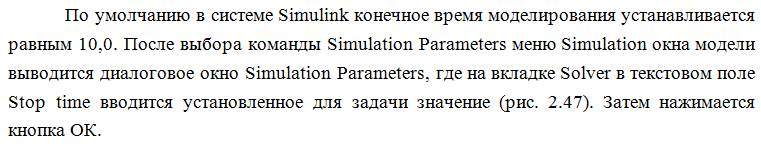 По умолчанию в системе Simulink конечное время моделирования устанавливается
равным 10,0. После выбора команды Simulation Parameters меню Simulation окна модели
выводится диалоговое окно Simulation Parameters, где на вкладке Solver в текстовом поле
Stop time вводится установленное для задачи значение (рис. 2.47). Затем нажимается
кнопка OK.